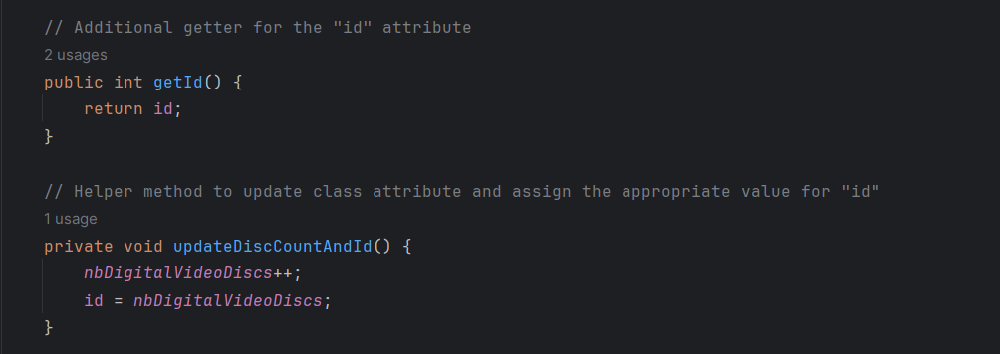 // Additional getter for the "id" attribute
2 usages
public int getId() {
return id;
}
// Helper method to update class attribute and assign the appropriate value for "id"
1 usage
private void updateDiscCountAndId() {
nbDigitalVideoDiscs++;
id = nbDigitalVideoDiscs;
}